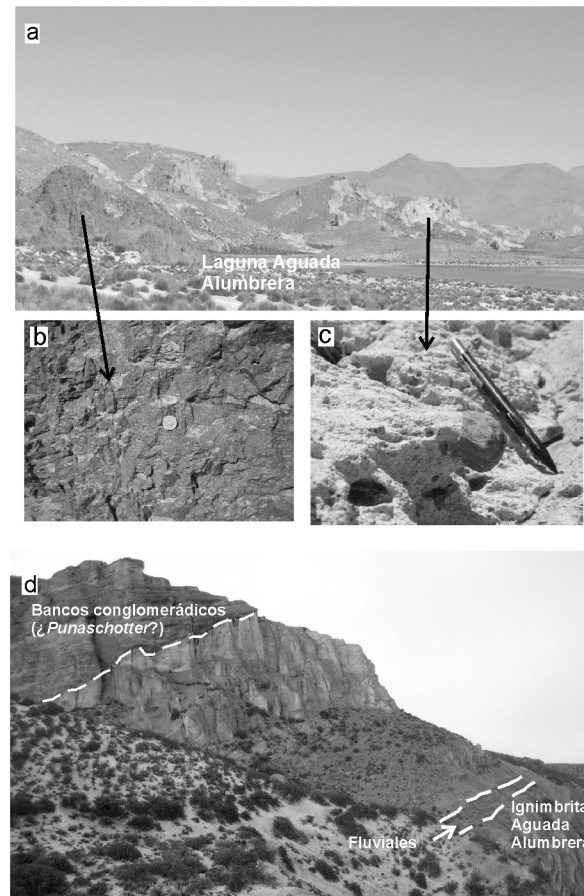 a
Laguna Aguada
Alumbrera
b
c
d
Bancos conglomerádicos
(¿Punaschotter?)
Fluviales
Ignimbrita
Aguada
Alumbrera